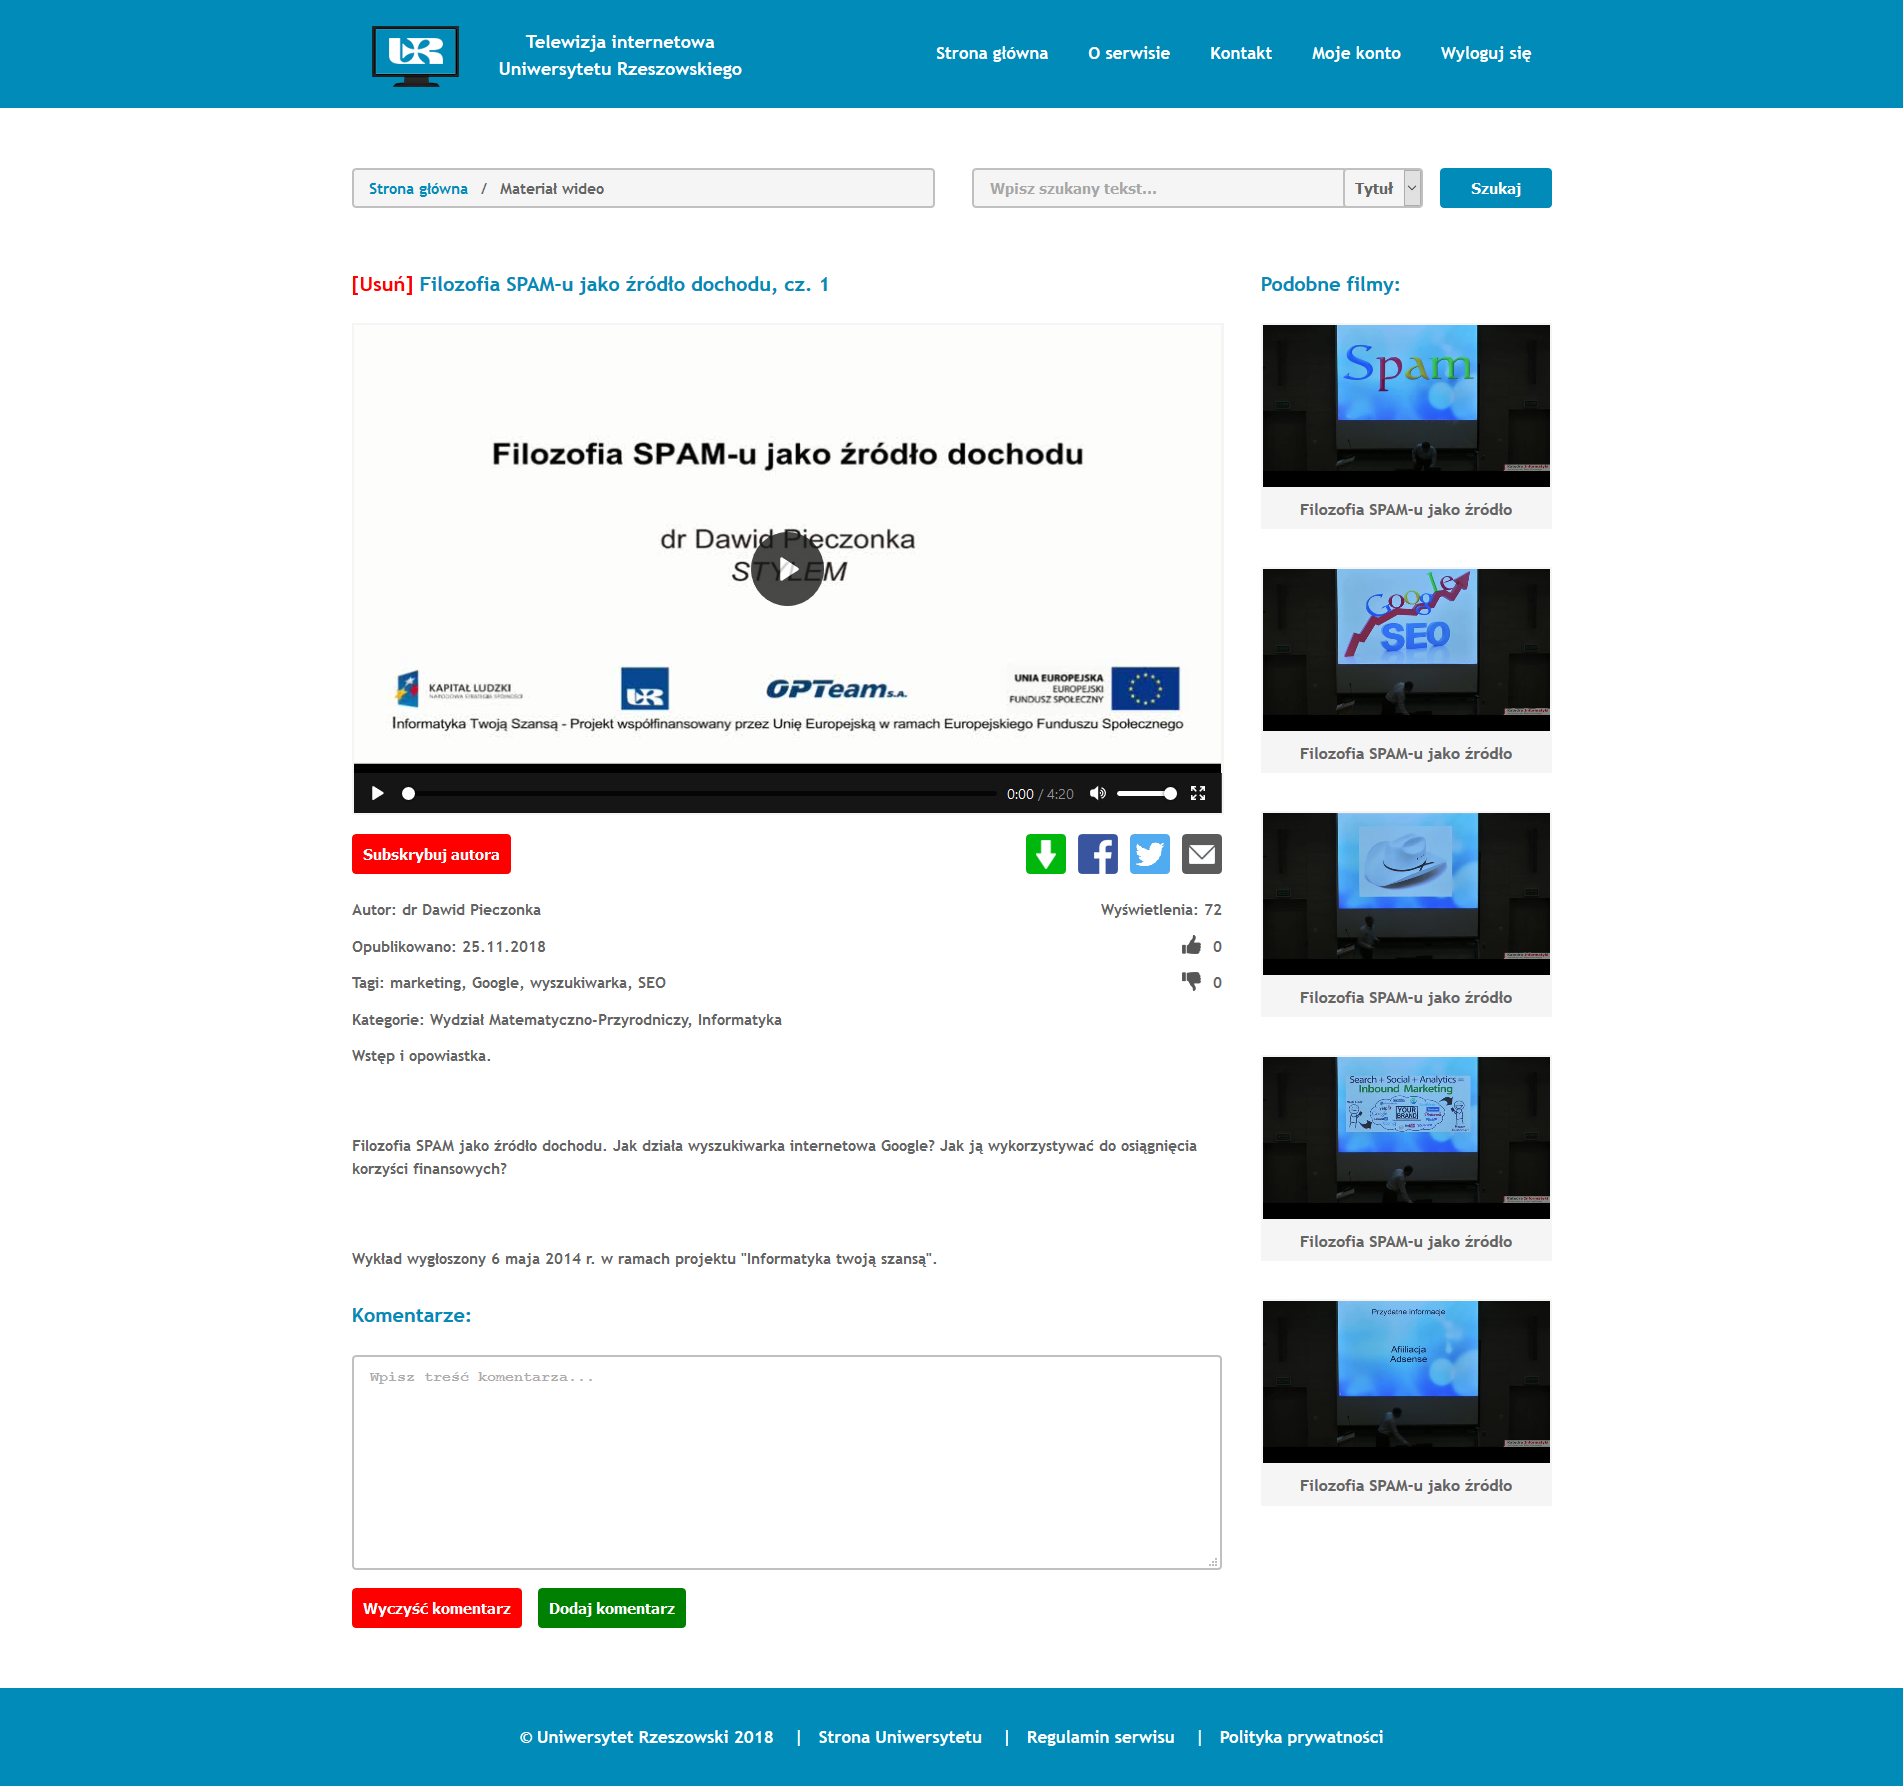 UR
Telewizja internetowa
Uniwersytetu Rzeszowskiego
Strona główna
O serwisie
Kontakt
Moje konto
Wyloguj się
Strona główna / Materiał wideo
Wpisz szukany tekst...
Tytuł
Szukaj
[Usuń] Filozofia SPAM-u jako źródło dochodu, cz. 1
Filozofia SPAM-u jako źródło dochodu
dr Dawid Pieczonka
STYLEM
KAPITAŁ LUDZKI
NARODOWA STRATEGIA SPÓJNOŚCI
UR
OPTeam S.A.
UNIA EUROPEJSKA
EUROPEJSKI
FUNDUSZ SPOŁECZNY
Informatyka Twoją Szansą - Projekt współfinansowany przez Unię Europejską w ramach Europejskiego Funduszu Społecznego
0:00 / 4:20
Subskrybuj autora
Autor: dr Dawid Pieczonka
Wyświetlenia: 72
Opublikowano: 25.11.2018
0
Tagi: marketing, Google, wyszukiwarka, SEO
0
Kategorie: Wydział Matematyczno-Przyrodniczy, Informatyka
Wstęp i opowiastka.
Filozofia SPAM jako źródło dochodu. Jak działa wyszukiwarka internetowa Google? Jak ją wykorzystywać do osiągnięcia
korzyści finansowych?
Wykład wygłoszony 6 maja 2014 r. w ramach projektu "Informatyka twoją szansą".
Komentarze:
Wpisz treść komentarza...
Wyczyść komentarz
Dodaj komentarz
Podobne filmy:
Spam
Filozofia SPAM-u jako źródło
Google
SEO
Filozofia SPAM-u jako źródło
Filozofia SPAM-u jako źródło
Search + Social + Analytics =
Inbound Marketing
YOUR
BRAND
Filozofia SPAM-u jako źródło
Przydatne informacje
Afiliacja
Adsense
Filozofia SPAM-u jako źródło
© Uniwersytet Rzeszowski 2018 | Strona Uniwersytetu | Regulamin serwisu | Polityka prywatności